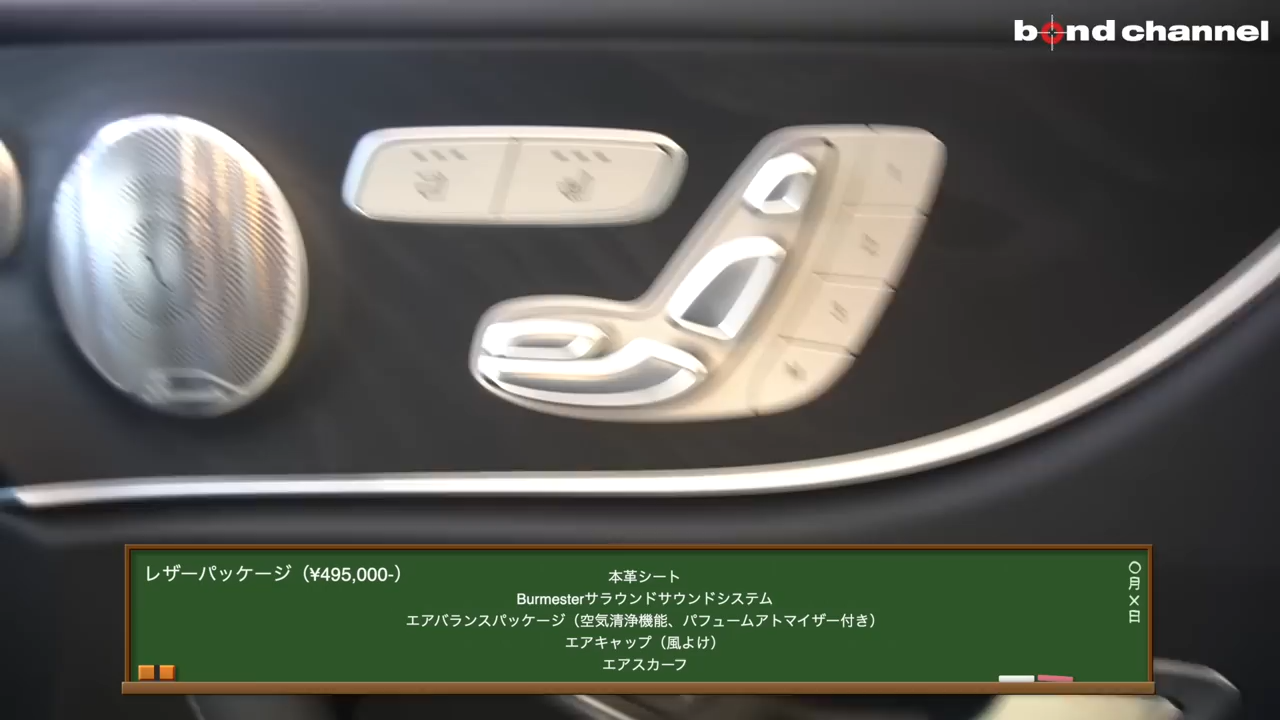 bond channel
レザーパッケージ（¥495,000-）
本革シート
Burmesterサラウンドサウンドシステム
エアバランスパッケージ（空気清浄機能、パフュームアトマイザー付き）
エアキャップ（風よけ）
エアスカーフ
〇月×日